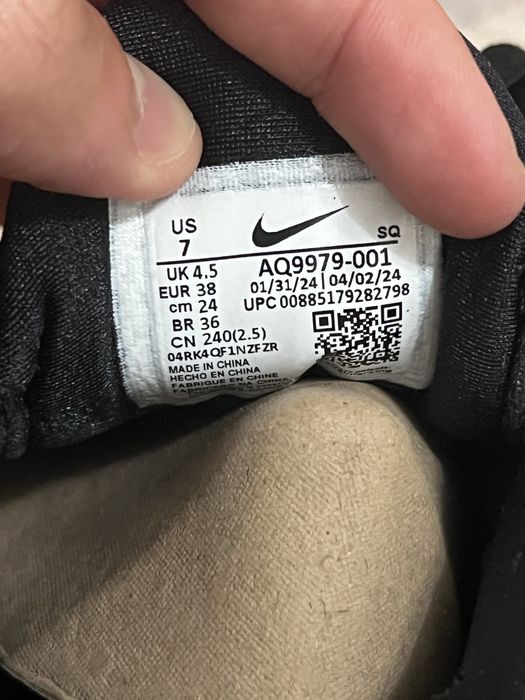 US
7
SQ
UK 4.5
EUR 38
cm 24
BR 36
CN 240(2.5)
04RK4QF1NZFZR
MADE IN CHINA
HECHO EN CHINA
FABRIQUE EN CHINE
AQ9979-001
01/31/24 | 04/02/24
UPC 00885179282798